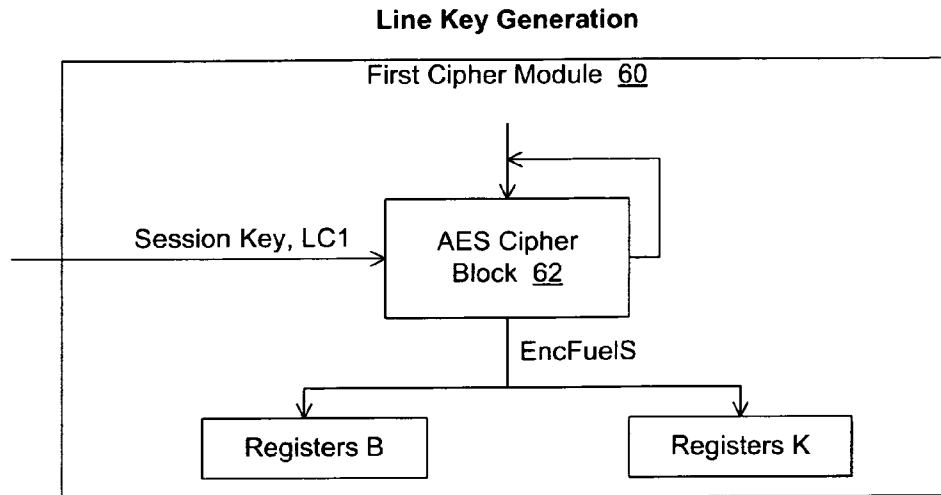 Line Key Generation
First Cipher Module 60
Session Key, LC1
AES Cipher
Block 62
EncFuelS
Registers B
Registers K